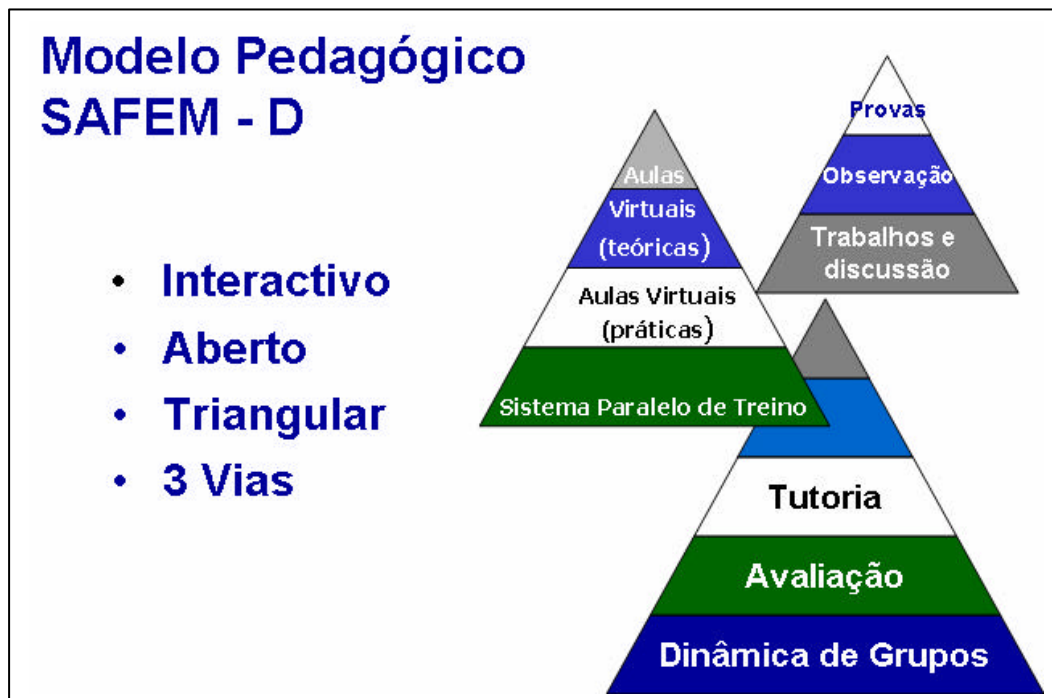 Modelo Pedagógico
SAFEM - D
• Interactivo
• Aberto
• Triangular
• 3 Vias
Aulas
Virtuais
(teóricas)
Aulas Virtuais
(práticas)
Sistema Paralelo de Treino
Provas
Observação
Trabalhos e
discussão
Tutoria
Avaliação
Dinâmica de Grupos